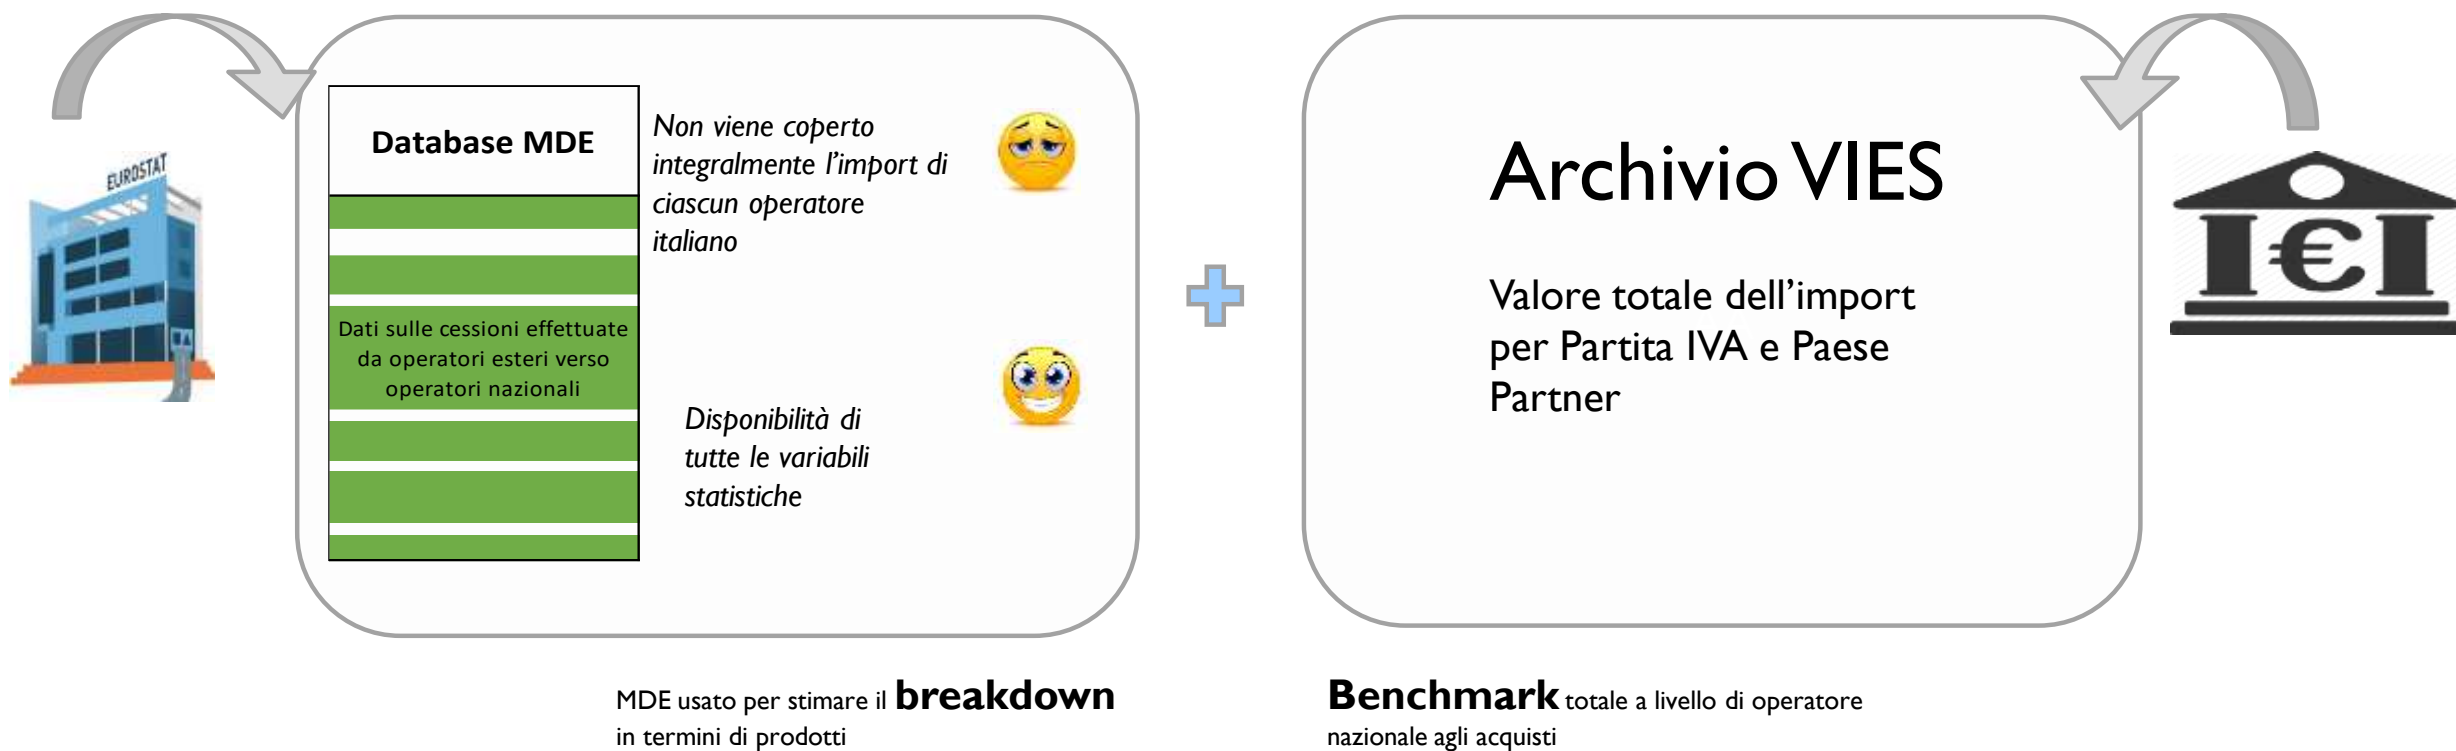 EUROSTAT
Database MDE
Non viene coperto
integralmente l’import di
ciascun operatore
italiano
Dati sulle cessioni effettuate
da operatori esteri verso
operatori nazionali
Disponibilità di
tutte le variabili
statistiche
Archivio VIES
Valore totale dell’import
per Partita IVA e Paese
Partner
€
MDE usato per stimare il breakdown
in termini di prodotti
Benchmark totale a livello di operatore
nazionale agli acquisti